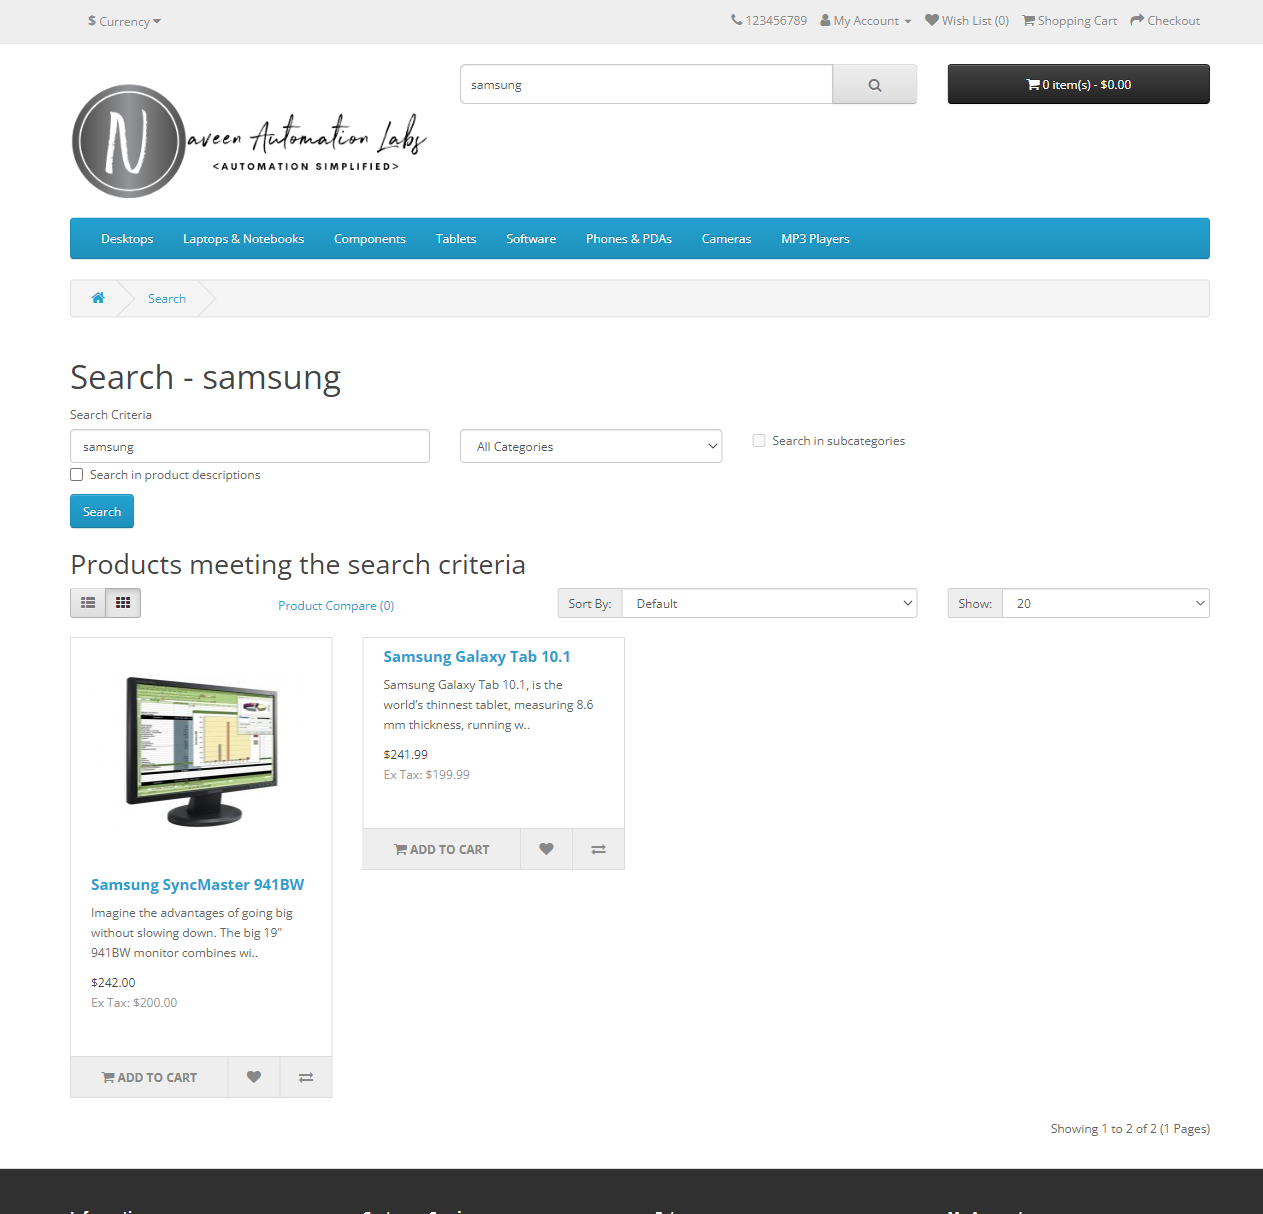 $ Currency
123456789 My Account Wish List (0) Shopping Cart Checkout
samsung
0 item(s) - $0.00
N
aveen Automation Labs
<AUTOMATION SIMPLIFIED>
Desktops Laptops & Notebooks Components Tablets Software Phones & PDAs Cameras MP3 Players
Search
Search - samsung
Search Criteria
samsung
All Categories
Search in subcategories
Search in product descriptions
Search
Products meeting the search criteria
Product Compare (0)
Sort By: Default
Show: 20
Samsung SyncMaster 941BW
Imagine the advantages of going big
without slowing down. The big 19"
941BW monitor combines wi..
$242.00
Ex Tax: $200.00
ADD TO CART
Samsung Galaxy Tab 10.1
Samsung Galaxy Tab 10.1, is the
world’s thinnest tablet, measuring 8.6
mm thickness, running w..
$241.99
Ex Tax: $199.99
ADD TO CART
Showing 1 to 2 of 2 (1 Pages)